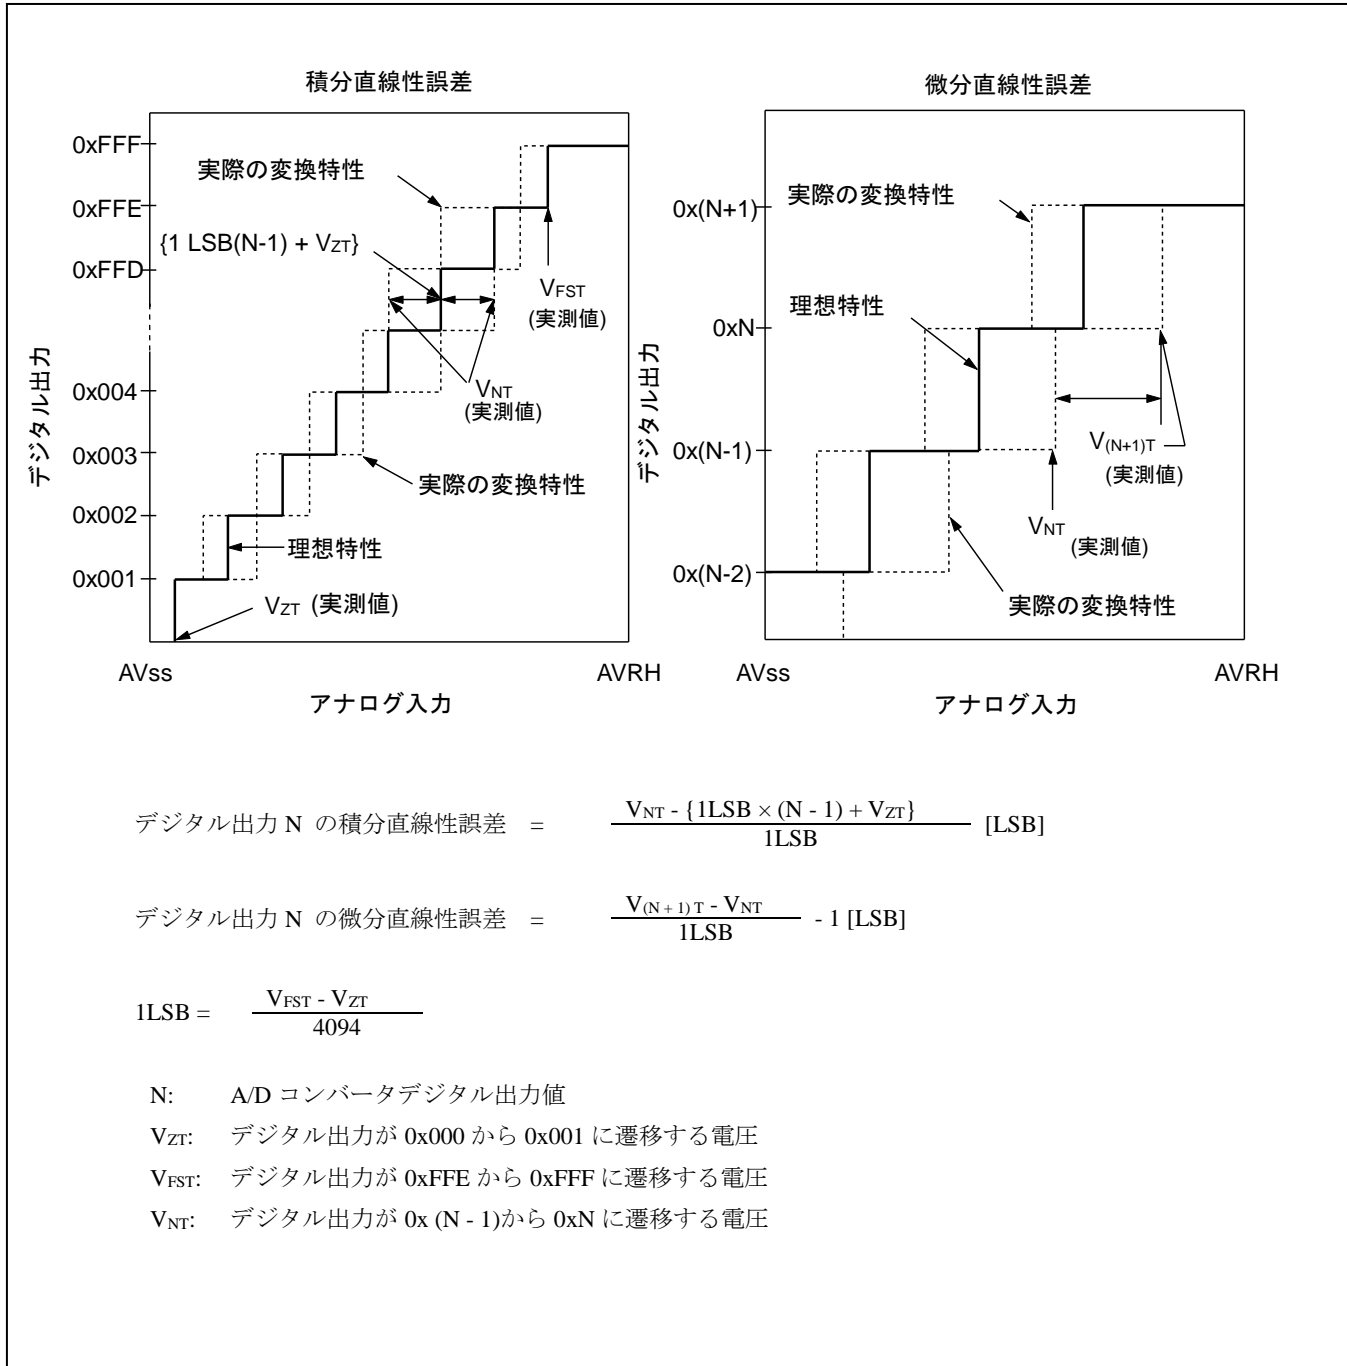 積分直線性誤差
0xFFF
0xFFE
0xFFD
0x004
0x003
0x002
0x001
デジタル出力
実際の変換特性
{1 LSB(N-1) + VZT}
VFST
(実測値)
VNT
(実測値)
実際の変換特性
理想特性
VZT (実測値)
AVss
AVRH
アナログ入力
微分直線性誤差
0x(N+1)
0xN
0x(N-1)
0x(N-2)
デジタル出力
実際の変換特性
理想特性
V(N+1)T
(実測値)
VNT
(実測値)
実際の変換特性
AVss
AVRH
アナログ入力
デジタル出力 N の積分直線性誤差 =
VNT - {1LSB × (N - 1) + VZT}
1LSB
[LSB]
デジタル出力 N の微分直線性誤差 =
V(N + 1) T - VNT
1LSB
- 1 [LSB]
1LSB =
VFST - VZT
4094
N: A/D コンバータデジタル出力値
VZT: デジタル出力が 0x000 から 0x001 に遷移する電圧
VFST: デジタル出力が 0xFFE から 0xFFF に遷移する電圧
VNT: デジタル出力が 0x (N - 1)から 0xN に遷移する電圧